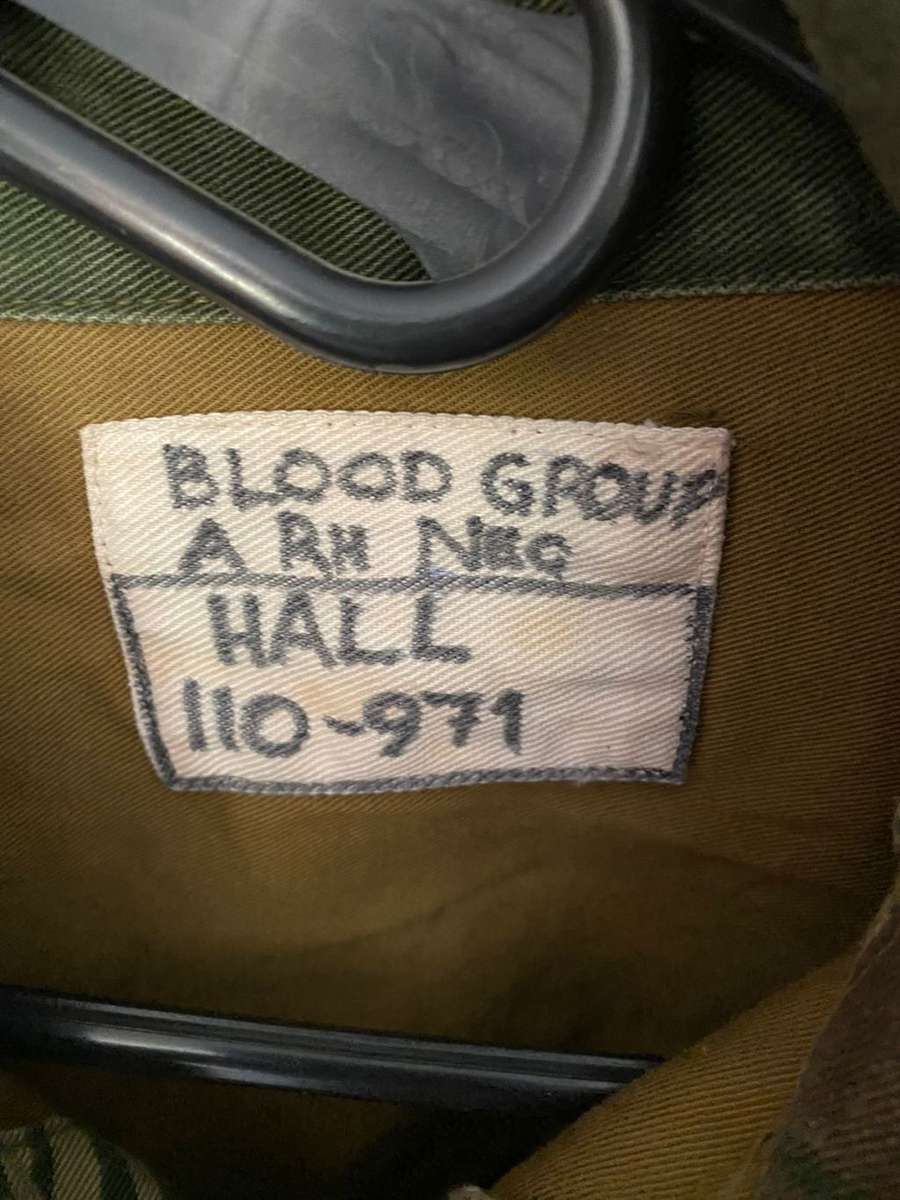 BLOOD GROUP
A RH NEG
HALL
110-971